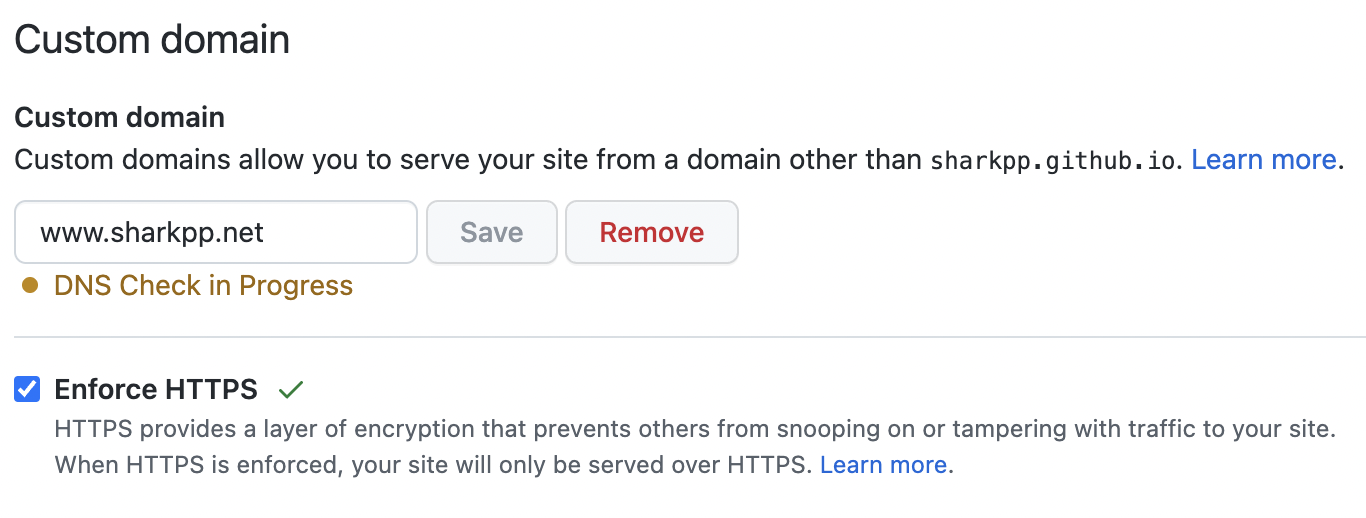 Custom domain
Custom domain
Custom domains allow you to serve your site from a domain other than sharkpp.github.io. Learn more.
www.sharkpp.net Save Remove
DNS Check in Progress
Enforce HTTPS
HTTPS provides a layer of encryption that prevents others from snooping on or tampering with traffic to your site.
When HTTPS is enforced, your site will only be served over HTTPS. Learn more.